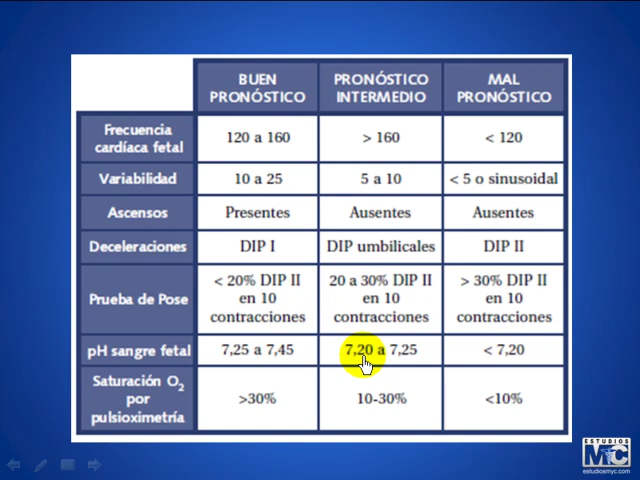 BUEN PRONÓSTICO
PRONÓSTICO INTERMEDIO
MAL PRONÓSTICO
Frecuencia cardíaca fetal
120 a 160
> 160
< 120
Variabilidad
10 a 25
5 a 10
< 5 o sinusoidal
Ascensos
Presentes
Ausentes
Ausentes
Deceleraciones
DIP I
DIP umbilicales
DIP II
Prueba de Pose
< 20% DIP II
en 10
contracciones
20 a 30% DIP II
en 10
contracciones
> 30% DIP II
en 10
contracciones
pH sangre fetal
7,25 a 7,45
7,20 a 7,25
< 7,20
Saturación O2
por
pulsioximetría
>30%
10-30%
<10%
ESTUDIOS
MC
estudiosmyc.com